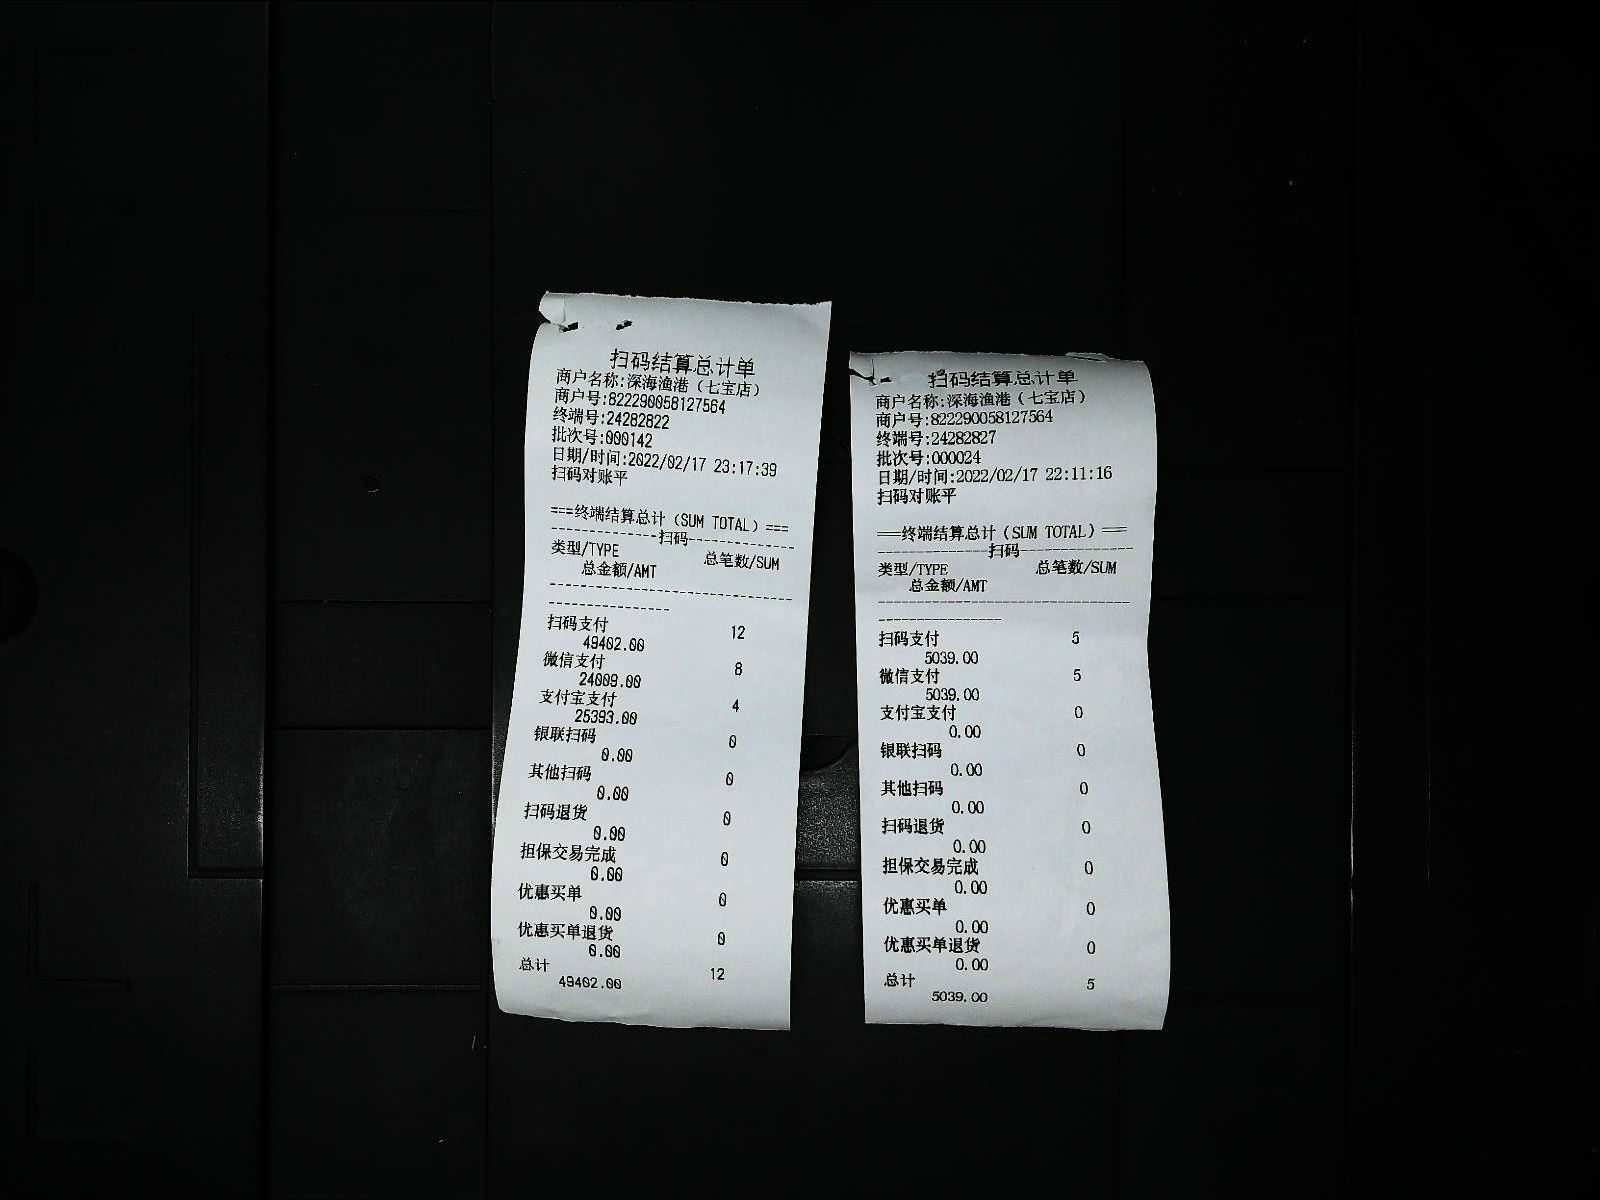 扫码结算总计单
商户名称:深海渔港（七宝店）
商户号:822290058127564
终端号:24282822
批次号:000142
日期/时间:2022/02/17 23:17:39
扫码对账平
===终端结算总计（SUM TOTAL）===
------------扫码------------
类型/TYPE 总笔数/SUM
总金额/AMT
扫码支付 12
49402.00
微信支付 8
24009.00
支付宝支付 4
25393.00
银联扫码 0
0.00
其他扫码 0
0.00
扫码退货 0
0.00
担保交易完成 0
0.00
优惠买单 0
0.00
优惠买单退货 0
0.00
总计 12
49402.00
扫码结算总计单
商户名称:深海渔港（七宝店）
商户号:822290058127564
终端号:24282827
批次号:000024
日期/时间:2022/02/17 22:11:16
扫码对账平
===终端结算总计（SUM TOTAL）===
------------扫码------------
类型/TYPE 总笔数/SUM
总金额/AMT
扫码支付 5
5039.00
微信支付 5
5039.00
支付宝支付 0
0.00
银联扫码 0
0.00
其他扫码 0
0.00
扫码退货 0
0.00
担保交易完成 0
0.00
优惠买单 0
0.00
优惠买单退货 0
0.00
总计 5
5039.00